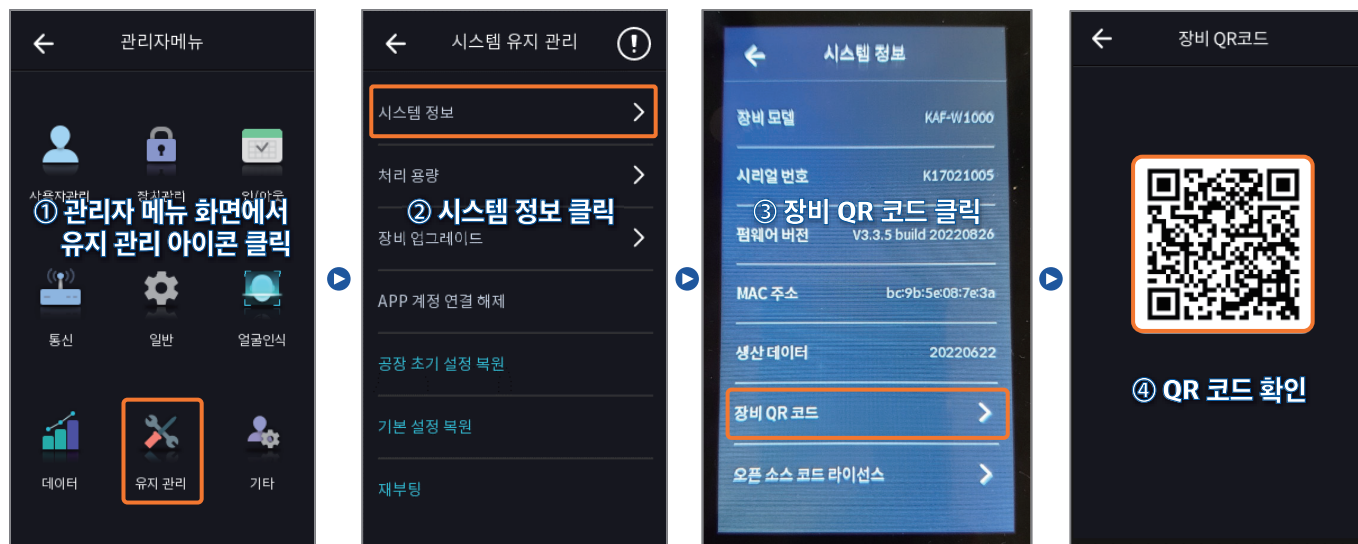 관리자메뉴
사용자관리
장치관리
인/아웃
① 관리자 메뉴 화면에서
유지 관리 아이콘 클릭
통신
일반
얼굴인식
데이터
유지 관리
기타
시스템 유지 관리
시스템 정보
처리 용량
② 시스템 정보 클릭
장비 업그레이드
APP 계정 연결 해제
공장 초기 설정 복원
기본 설정 복원
재부팅
시스템 정보
장비 모델 KAF-W1000
시리얼 번호 K17021005
③ 장비 QR 코드 클릭
펌웨어 버전 V3.3.5 build 20220826
MAC 주소 bc:9b:5e:08:7e:3a
생산 데이터 20220622
장비 QR 코드
오픈 소스 코드 라이선스
장비 QR코드
④ QR 코드 확인